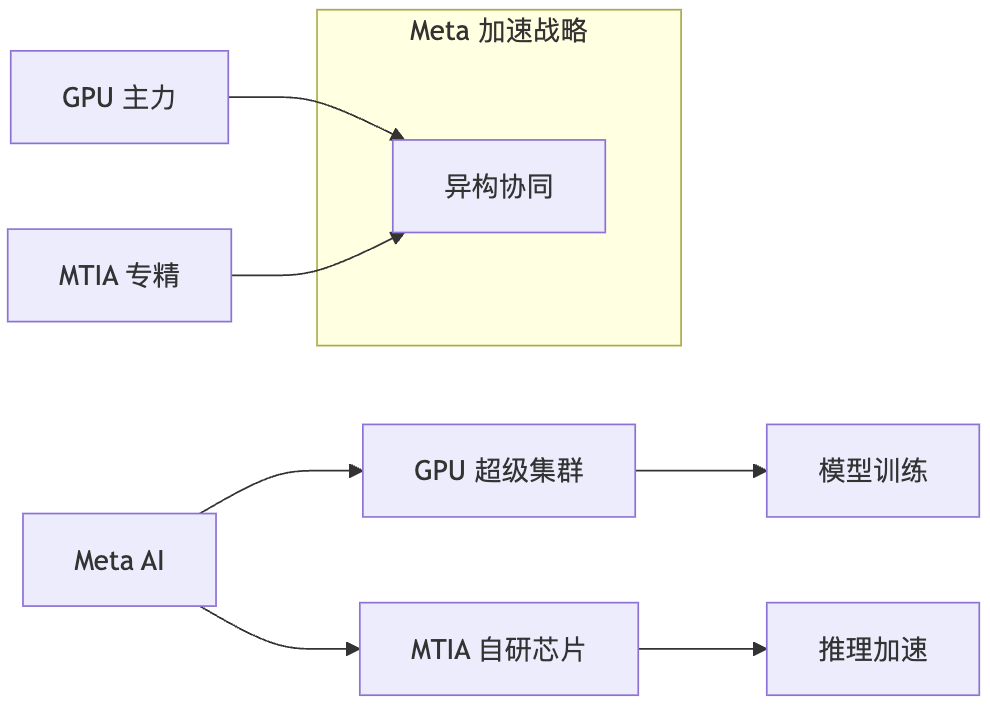 Meta 加速战略
GPU 主力
异构协同
MTIA 专精
GPU 超级集群
模型训练
Meta AI
MTIA 自研芯片
推理加速